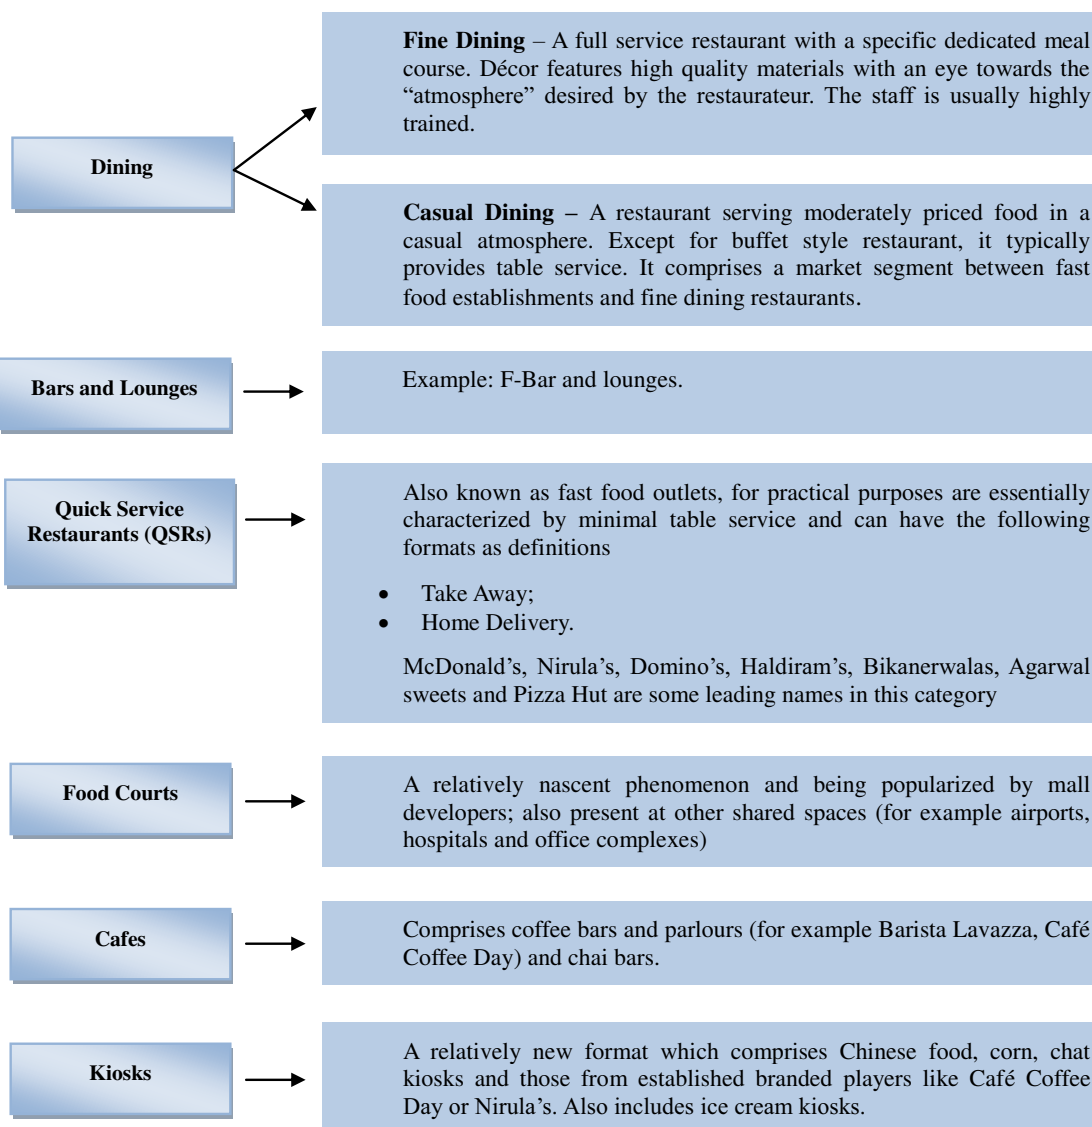 Dining
Fine Dining – A full service restaurant with a specific dedicated meal
course. Décor features high quality materials with an eye towards the
“atmosphere” desired by the restaurateur. The staff is usually highly
trained.
Casual Dining – A restaurant serving moderately priced food in a
casual atmosphere. Except for buffet style restaurant, it typically
provides table service. It comprises a market segment between fast
food establishments and fine dining restaurants.
Bars and Lounges
Example: F-Bar and lounges.
Quick Service
Restaurants (QSRs)
Also known as fast food outlets, for practical purposes are essentially
characterized by minimal table service and can have the following
formats as definitions
• Take Away;
• Home Delivery.
McDonald’s, Nirula’s, Domino’s, Haldiram’s, Bikanerwalas, Agarwal
sweets and Pizza Hut are some leading names in this category
Food Courts
A relatively nascent phenomenon and being popularized by mall
developers; also present at other shared spaces (for example airports,
hospitals and office complexes)
Cafes
Comprises coffee bars and parlours (for example Barista Lavazza, Café
Coffee Day) and chai bars.
Kiosks
A relatively new format which comprises Chinese food, corn, chat
kiosks and those from established branded players like Café Coffee
Day or Nirula’s. Also includes ice cream kiosks.